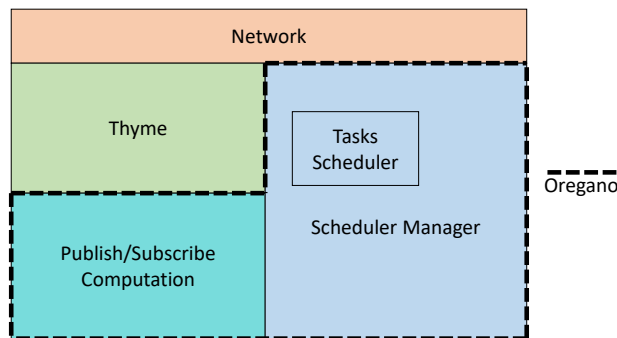 Network
Thyme
Tasks
Scheduler
Oregano
Scheduler Manager
Publish/Subscribe
Computation